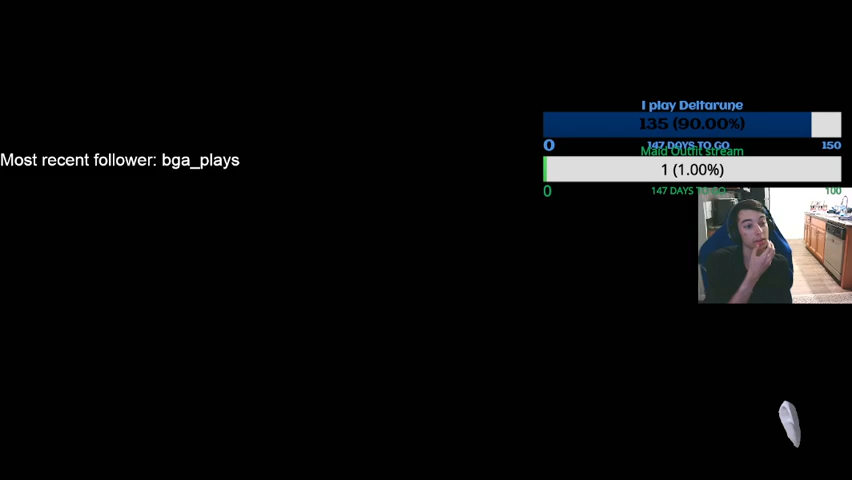 I play Deltarune
135 (90.00%)
0 147 DAYS TO GO 150
Most recent follower: bga_plays
Maid Outfit stream
1 (1.00%)
0 147 DAYS TO GO 100